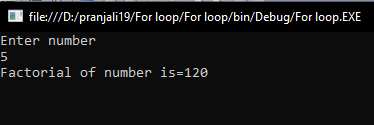 file:///D:/pranjali19/For loop/For loop/bin/Debug/For loop.EXE
Enter number
5
Factorial of number is=120